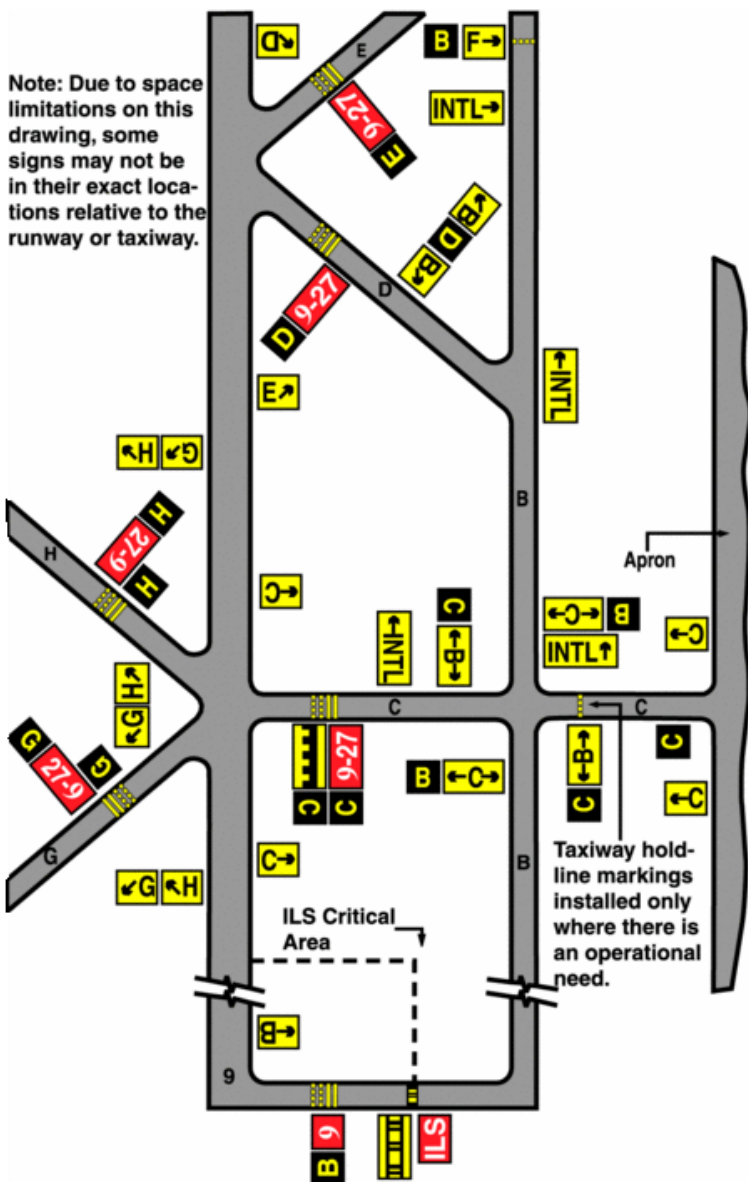 D
E
B F→
INTL→
Note: Due to space
limitations on this
drawing, some
signs may not be
in their exact loca-
tions relative to the
runway or taxiway.
9-27 E
B D B
D 9-27
D
E
←INTL
H G
B
H 27-9 H
H
Apron
C
←INTL
C ←B→
←C→ B
INTL↑
C
H
G
C
C
G 27-9 G
G
9-27
C C
B ←C→
←B→ C
C
←C
C→
B
G H
Taxiway hold-
line markings
installed only
where there is
an operational
need.
ILS Critical
Area
B
9
B 9
ILS